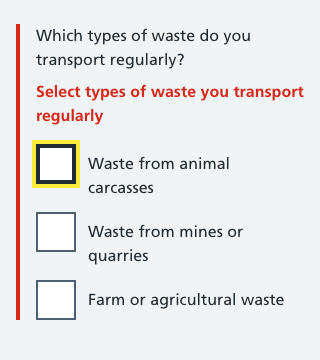 Which types of waste do you
transport regularly?
Select types of waste you transport
regularly
Waste from animal
carcasses
Waste from mines or
quarries
Farm or agricultural waste